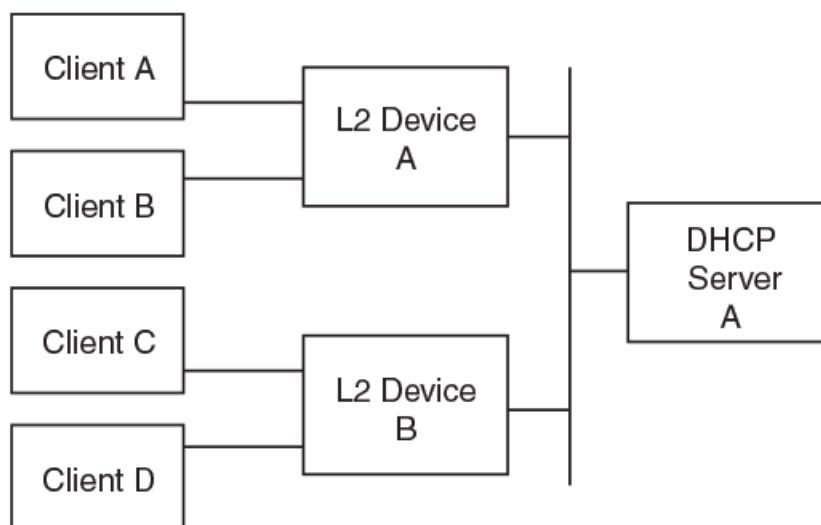 Client A
L2 Device
A
Client B
DHCP
Server
A
Client C
L2 Device
B
Client D